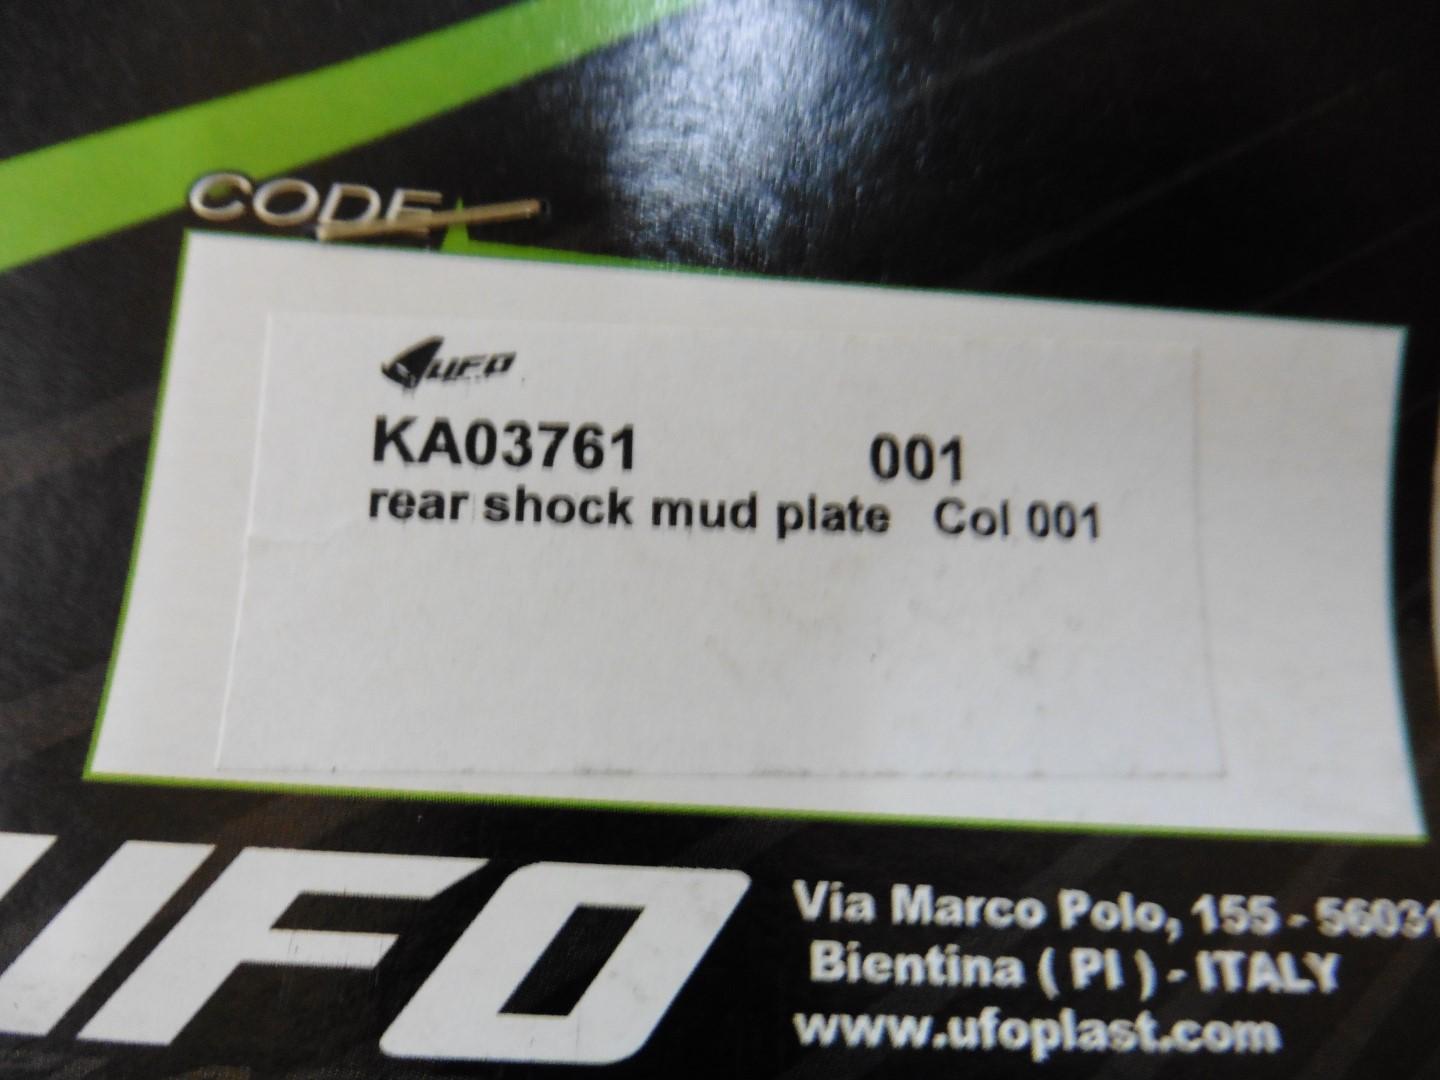 CODE
UFO
KA03761 001
rear shock mud plate Col 001
UFO
Via Marco Polo, 155 - 56031
Bientina ( PI ) - ITALY
www.ufoplast.com